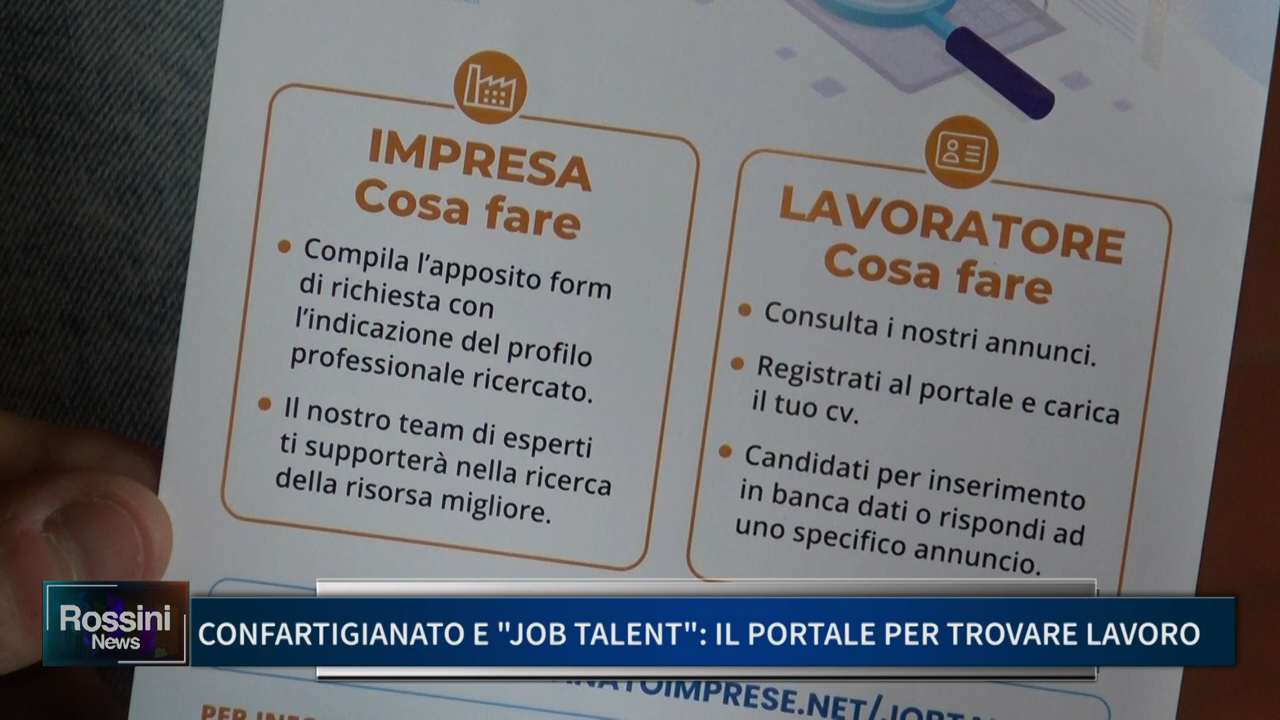 IMPRESA
Cosa fare
Compila l’apposito form
di richiesta con
l’indicazione del profilo
professionale ricercato.
Il nostro team di esperti
ti supporterà nella ricerca
della risorsa migliore.
LAVORATORE
Cosa fare
Consulta i nostri annunci.
Registrati al portale e carica
il tuo cv.
Candidati per inserimento
in banca dati o rispondi ad
uno specifico annuncio.
Rossini
News
CONFARTIGIANATO E "JOB TALENT": IL PORTALE PER TROVARE LAVORO
PER